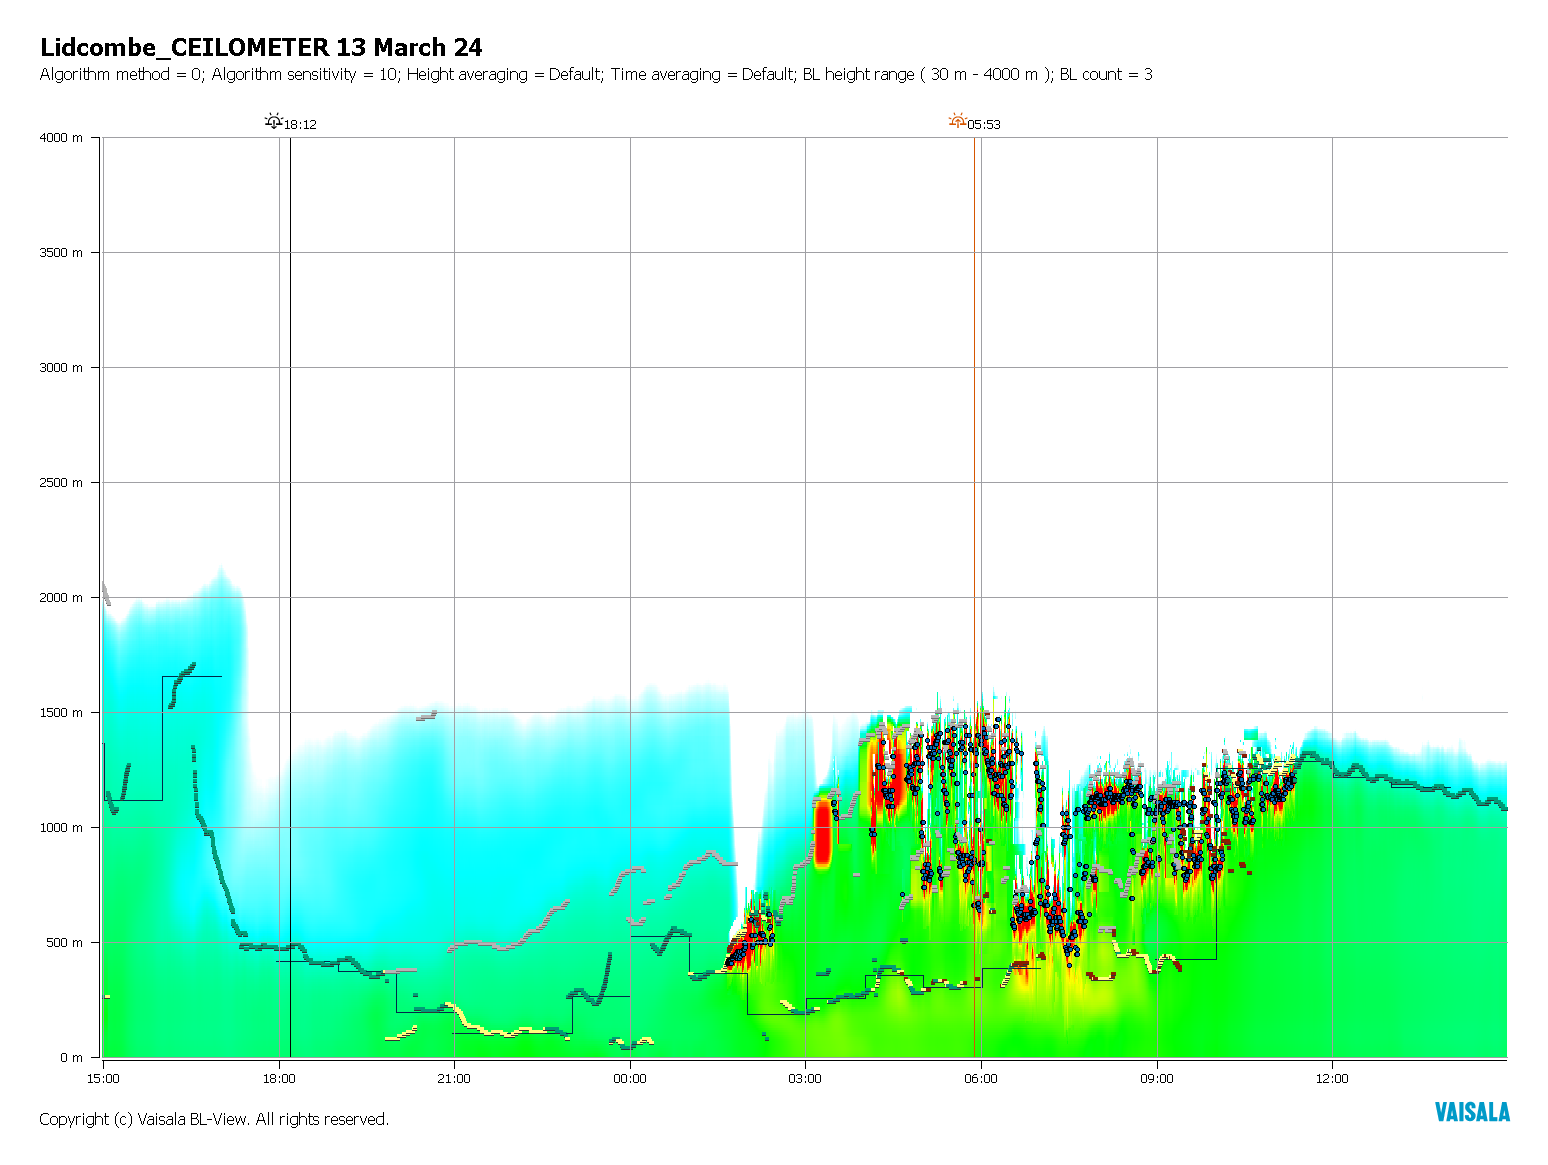 Lidcombe_CEILOMETER 13 March 24
Algorithm method = 0; Algorithm sensitivity = 10; Height averaging = Default; Time averaging = Default; BL height range ( 30 m - 4000 m ); BL count = 3
18:12
05:53
4000 m
3500 m
3000 m
2500 m
2000 m
1500 m
1000 m
500 m
0 m
15:00
18:00
21:00
00:00
03:00
06:00
09:00
12:00
Copyright (c) Vaisala BL-View. All rights reserved.
VAISALA